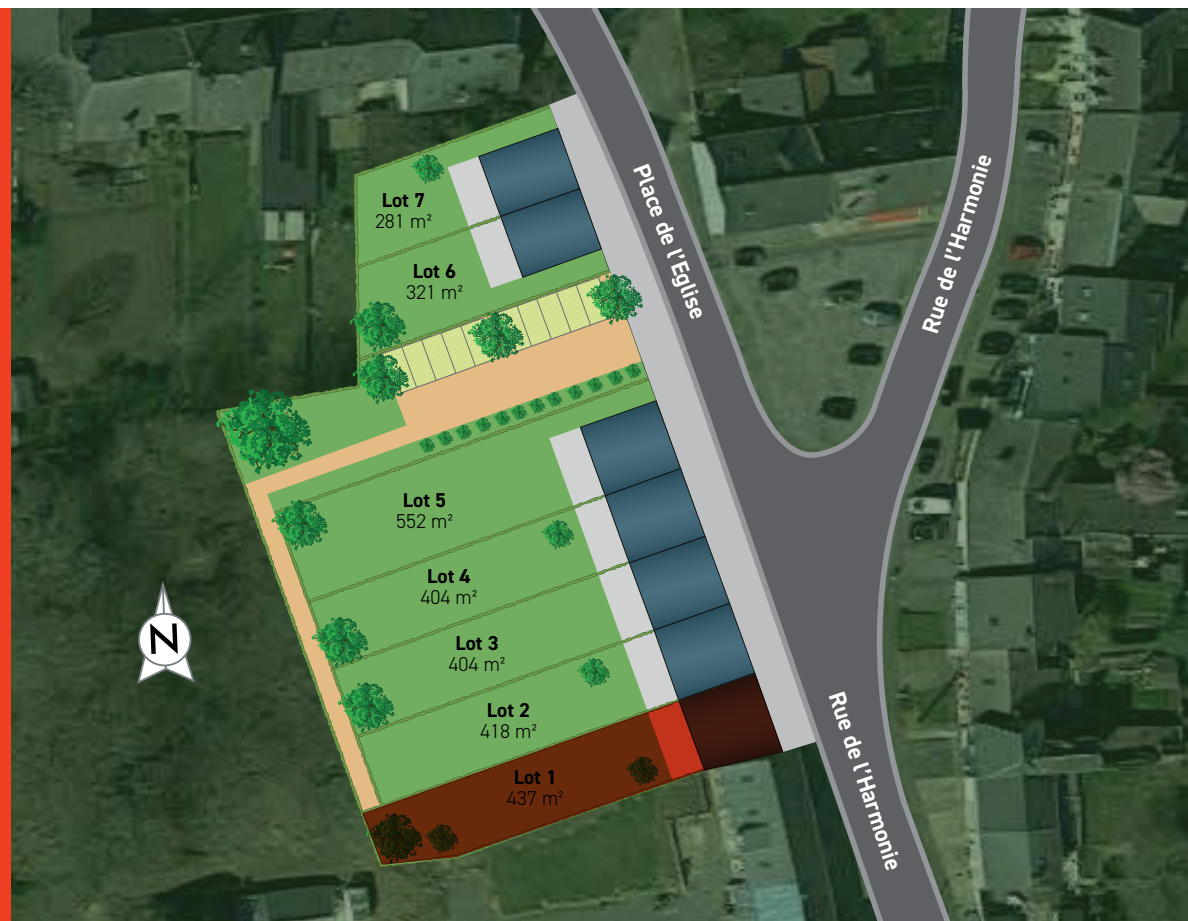 Place de l'Eglise
Rue de l'Harmonie
Lot 7
281 m²
Lot 6
321 m²
Lot 5
552 m²
Lot 4
404 m²
Lot 3
404 m²
Lot 2
418 m²
Lot 1
437 m²
N
Rue de l'Harmonie